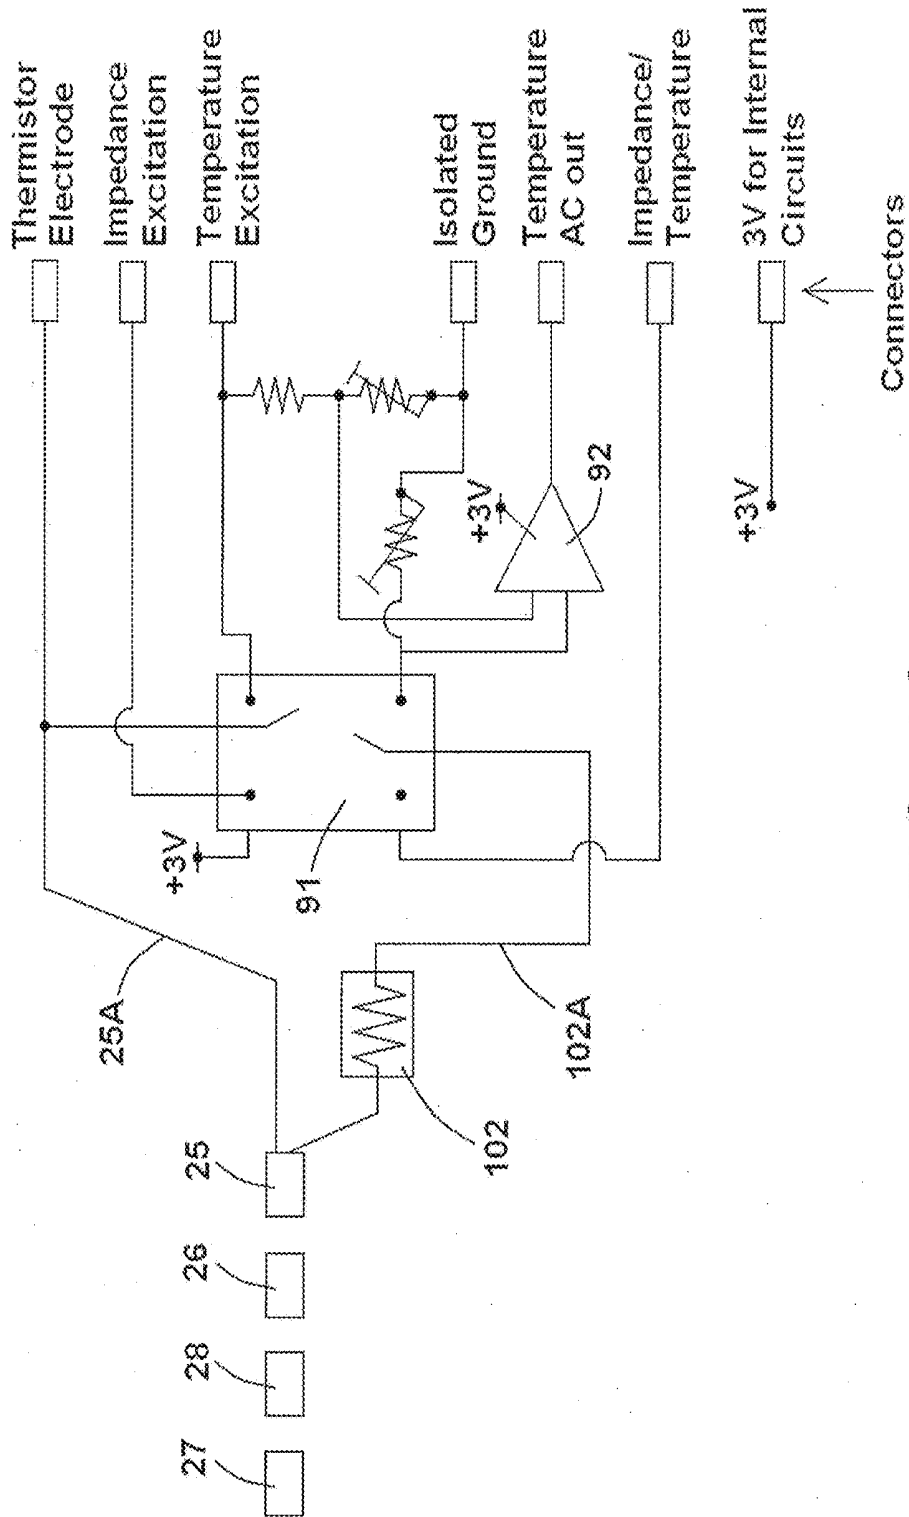 Thermistor
Electrode
Impedance
Excitation
Temperature
Excitation
Isolated
Ground
Temperature
AC out
Impedance/
Temperature
3V for Internal
Circuits
Connectors
+3V
92
+3V
+3V
91
25A
102A
102
25
26
28
27